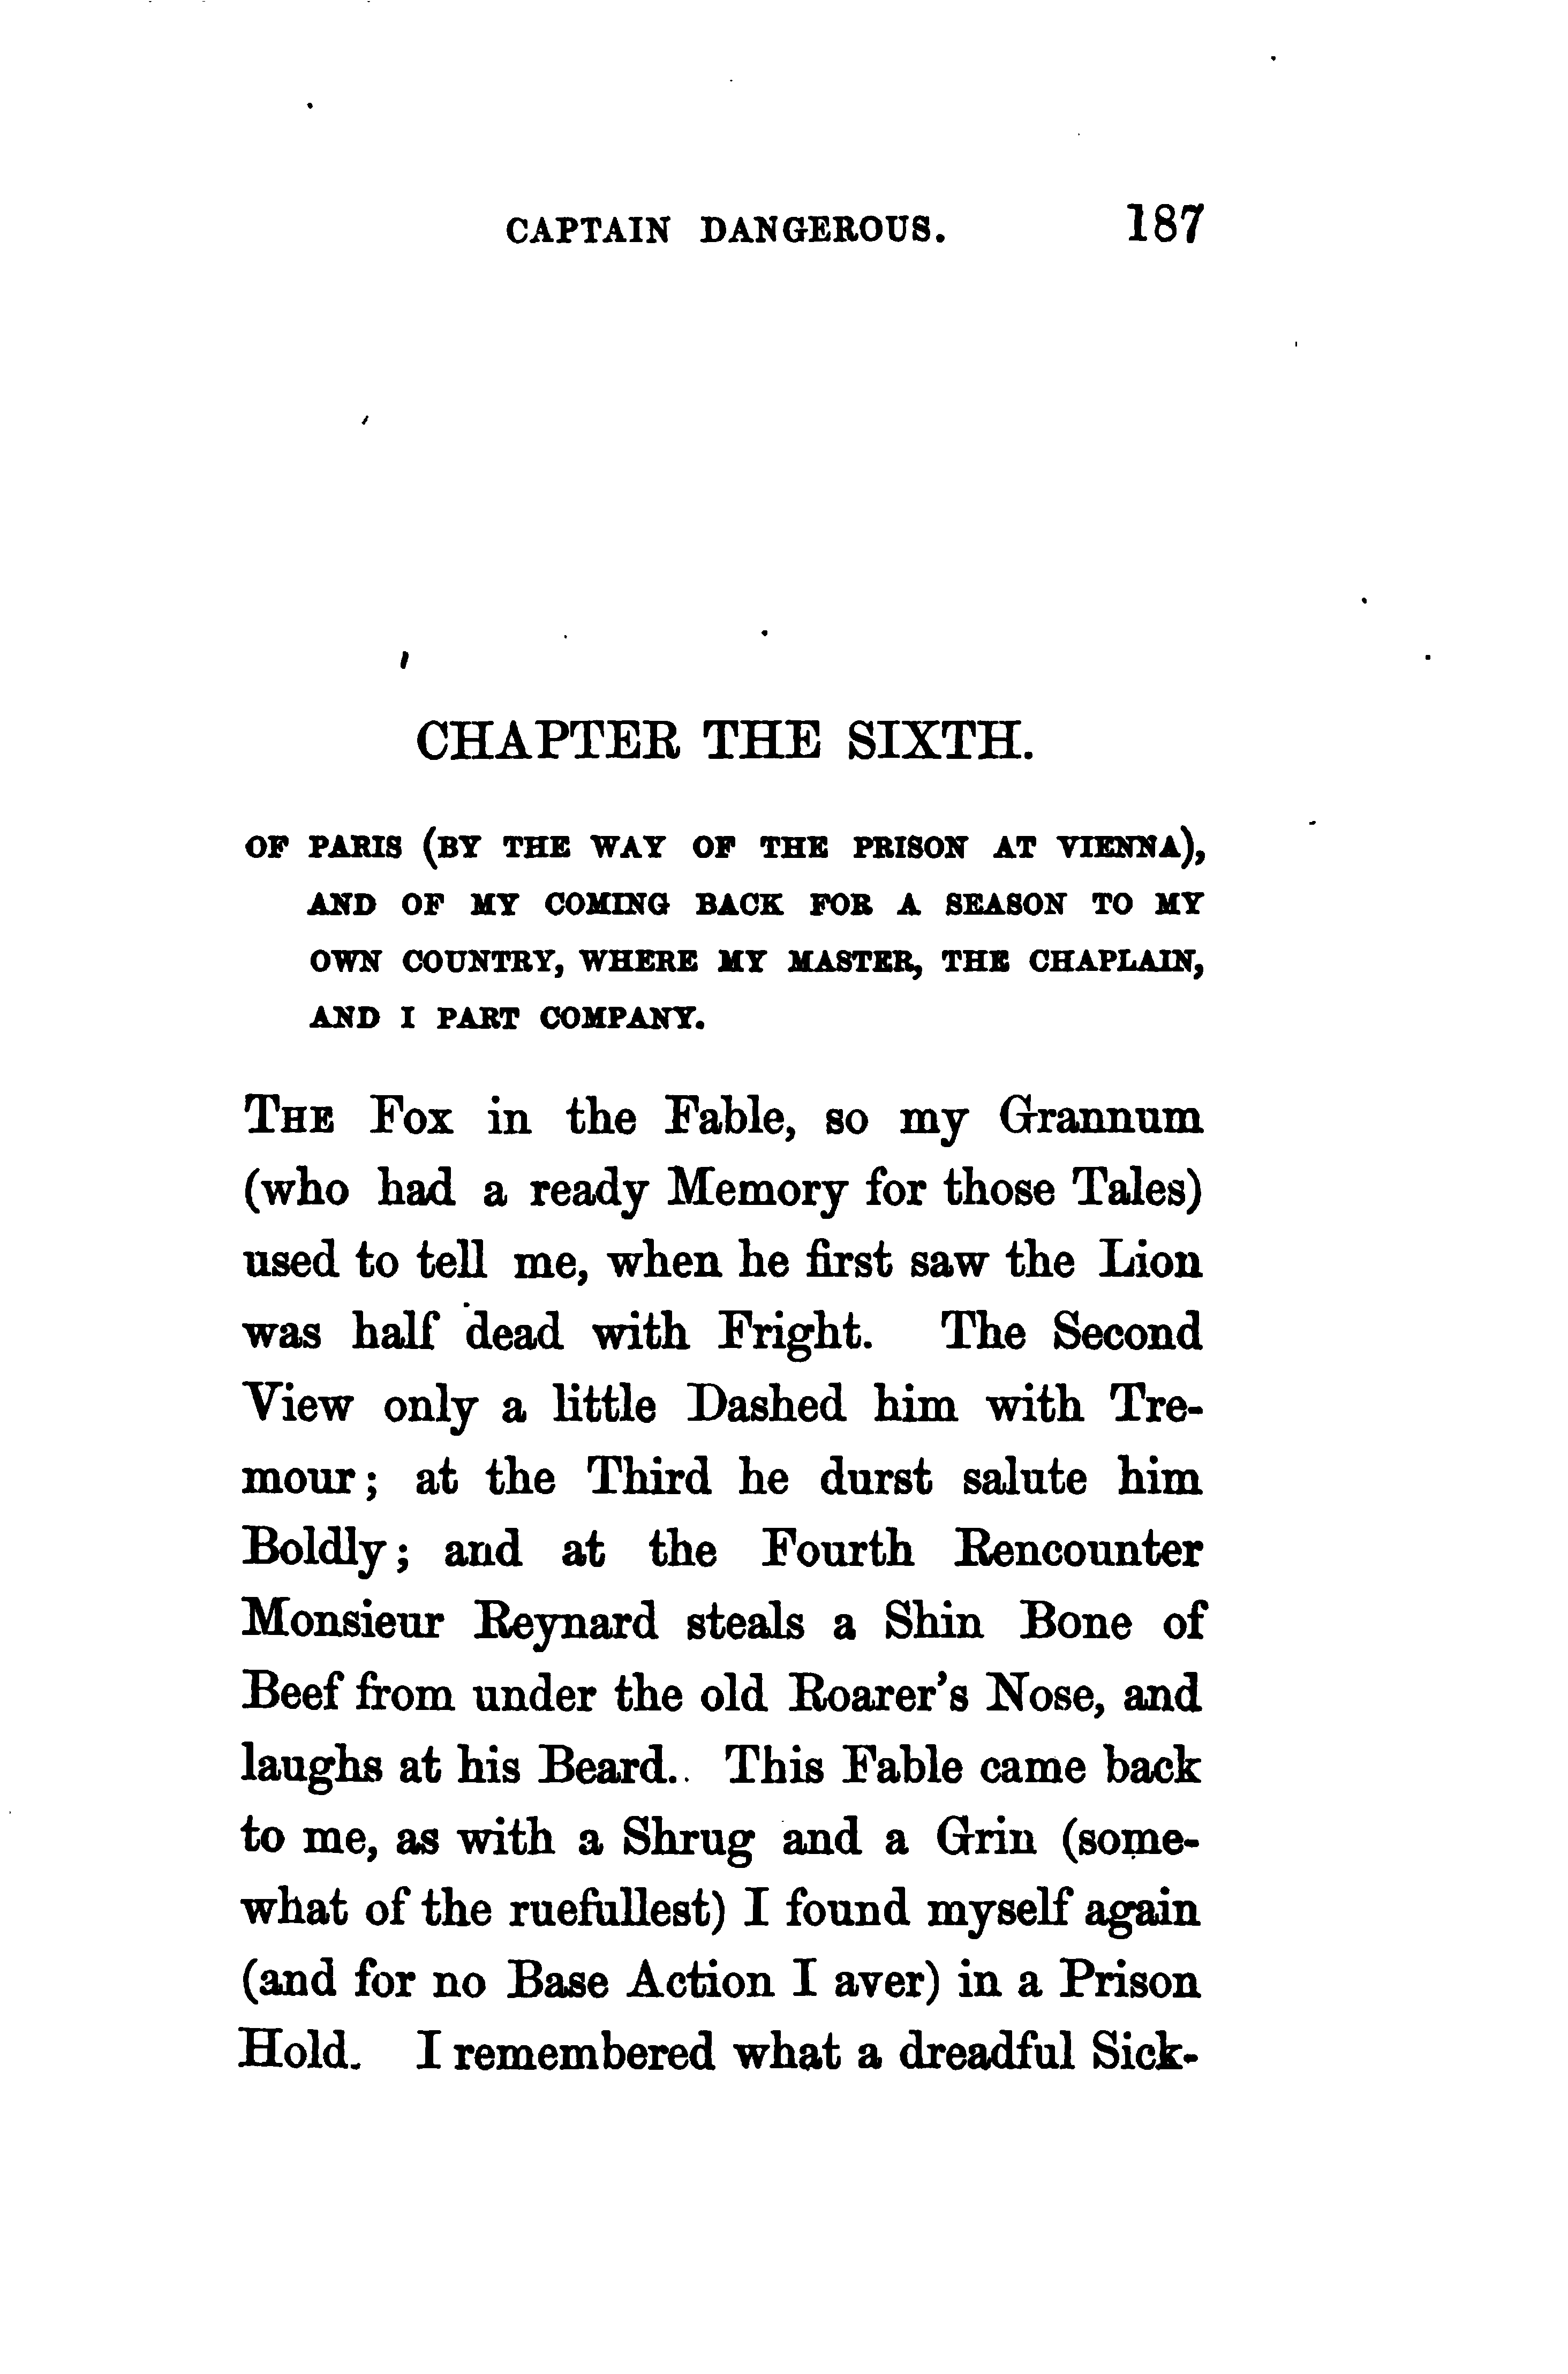 CAPTAIN DANGEROUS. 187
CHAPTER THE SIXTH.
OF PARIS (BY THE WAY OF THE PRISON AT VIENNA),
AND OF MY COMING BACK FOR A SEASON TO MY
OWN COUNTRY, WHERE MY MASTER, THE CHAPLAIN,
AND I PART COMPANY.
THE Fox in the Fable, so my Grannum
(who had a ready Memory for those Tales)
used to tell me, when he first saw the Lion
was half dead with Fright. The Second
View only a little Dashed him with Tre-
mour; at the Third he durst salute him
Boldly; and at the Fourth Rencounter
Monsieur Reynard steals a Shin Bone of
Beef from under the old Roarer's Nose, and
laughs at his Beard. This Fable came back
to me, as with a Shrug and a Grin (some-
what of the ruefullest) I found myself again
(and for no Base Action I aver) in a Prison
Hold. I remembered what a dreadful Sick-